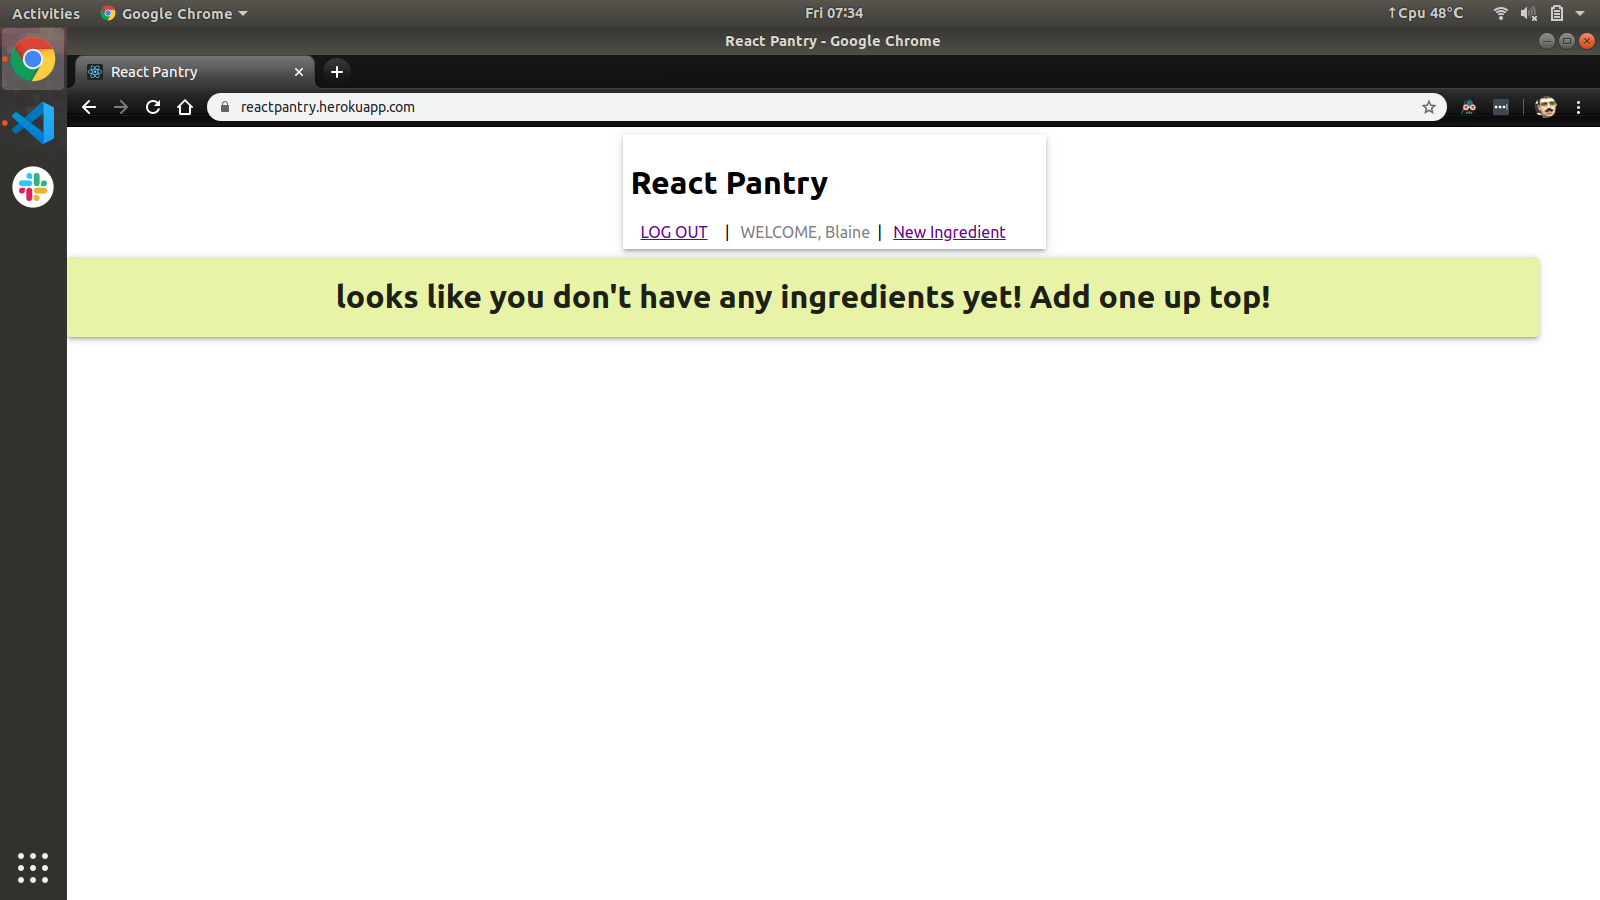 Activities
Google Chrome
Fri 07:34
↑Cpu 48°C
React Pantry - Google Chrome
React Pantry
reactpantry.herokuapp.com
React Pantry
LOG OUT | WELCOME, Blaine | New Ingredient
looks like you don't have any ingredients yet! Add one up top!